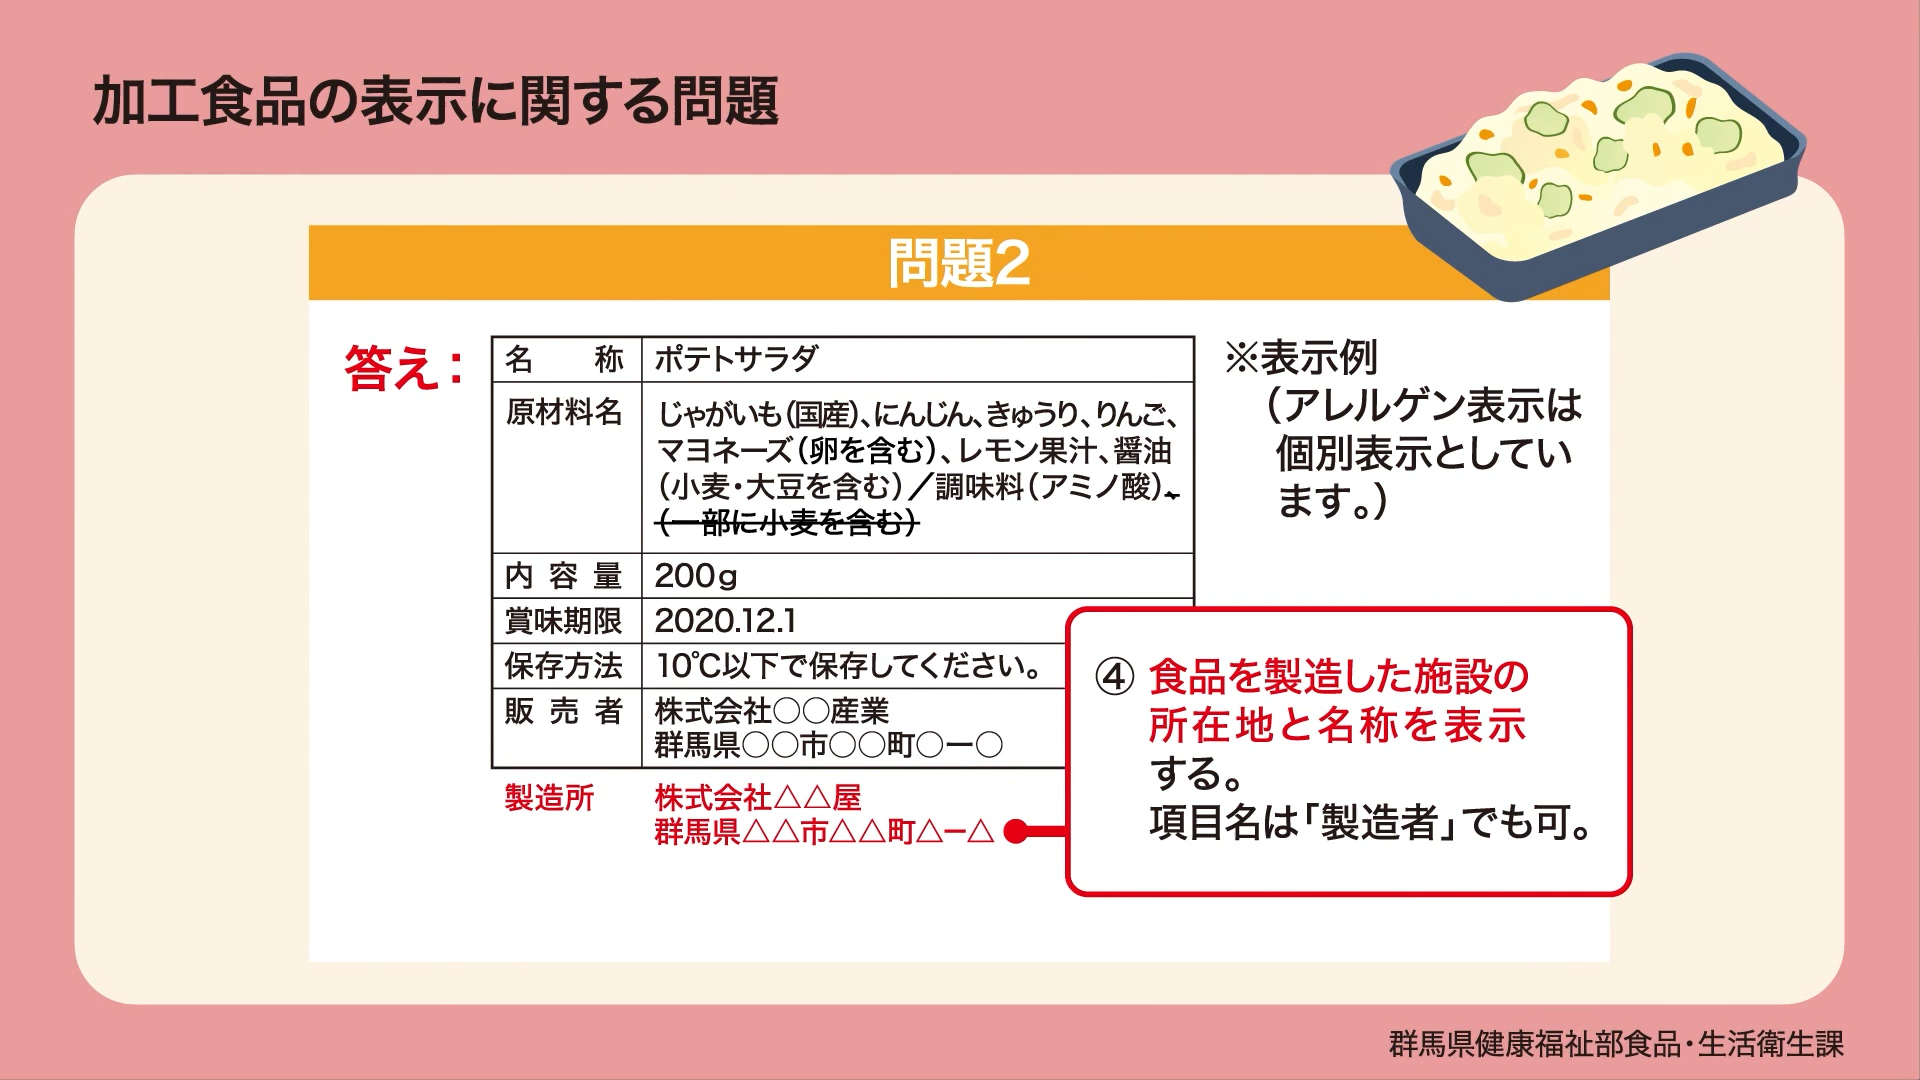 加工食品の表示に関する問題
問題2
答え：
名　称　ポテトサラダ
原材料名　じゃがいも（国産）、にんじん、きゅうり、りんご、
マヨネーズ（卵を含む）、レモン果汁、醤油
（小麦・大豆を含む）／調味料（アミノ酸）、
（一部に小麦を含む）
内容量　200g
賞味期限　2020.12.1
保存方法　10℃以下で保存してください。
販売者　株式会社○○産業
群馬県○○市○○町○ー○
製造所　株式会社△△屋
群馬県△△市△△町△ー△
※表示例
（アレルゲン表示は
個別表示としてい
ます。）
④ 食品を製造した施設の
所在地と名称を表示
する。
項目名は「製造者」でも可。
群馬県健康福祉部食品・生活衛生課